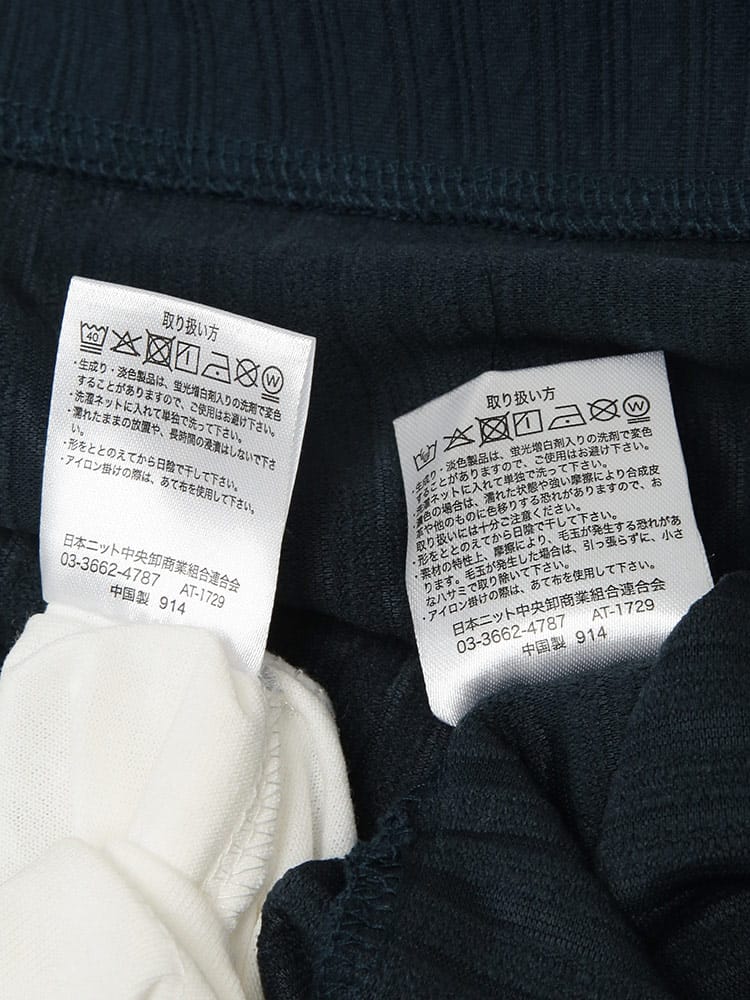 取り扱い方
40
W
・生成り・淡色製品は、蛍光増白剤入りの洗剤で変色
することがありますので、ご使用はお避け下さい。
・洗濯ネットに入れて単独で洗って下さい。
・濡れたままの放置や、長時間の浸漬はしないで下さ
い。
・形をととのえてから日陰で干して下さい。
・アイロン掛けの際は、あて布を使用して下さい。
日本ニット中央卸商業組合連合会
03-3662-4787 AT-1729
中国製 914
取り扱い方
W
・生成り・淡色製品は、蛍光増白剤入りの洗剤で変色
することがありますので、ご使用はお避け下さい。
・洗濯ネットに入れて単独で洗って下さい。
・濃色の場合は、濡れた状態や強い摩擦により合成皮
革や他のものに色移りする恐れがありますので、お
取り扱いには十分ご注意ください。
・形をととのえてから日陰で干して下さい。
・素材の特性上、摩擦により、毛玉が発生する恐れがあ
ります。毛玉が発生した場合は、引っ張らずに、小さ
なハサミで取り除いて下さい。
・アイロン掛けの際は、あて布を使用して下さい。
日本ニット中央卸商業組合連合会
03-3662-4787 AT-1729
中国製 914